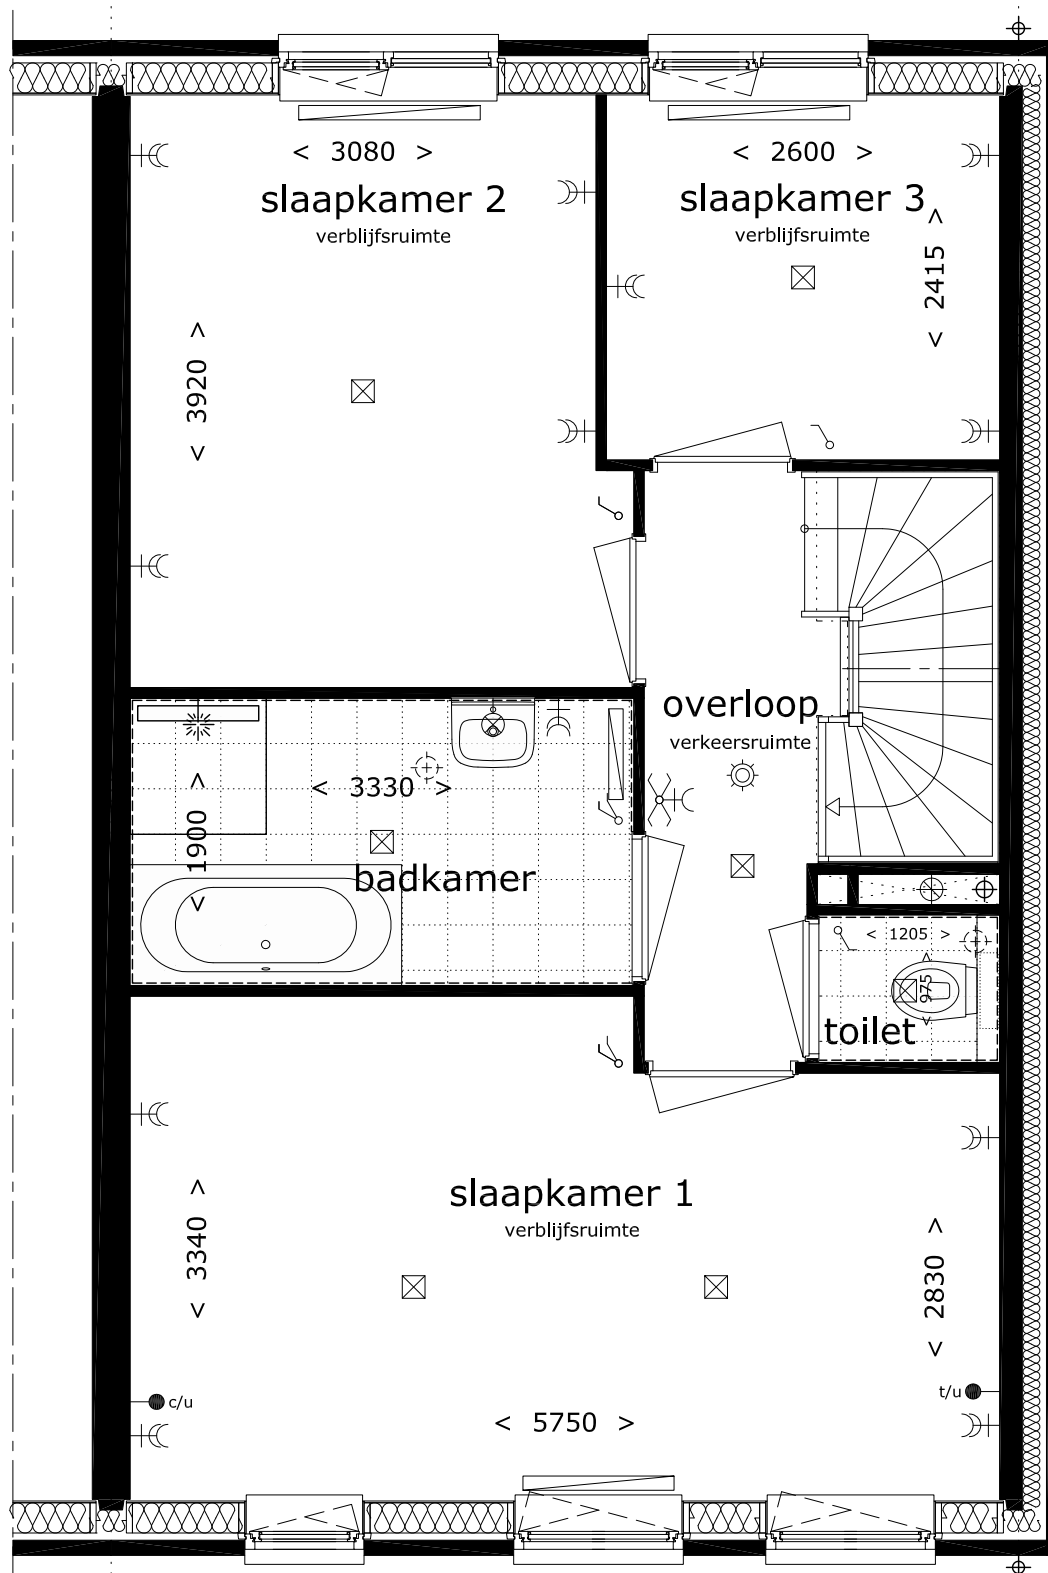 < 3080 >
slaapkamer 2
verblijfsruimte
< 2600 >
slaapkamer 3
verblijfsruimte
< 2415 >
< 3920 >
overloop
verkeersruimte
< 3330 >
< 1900 >
badkamer
< 1205 >
< 975 >
toilet
slaapkamer 1
verblijfsruimte
< 3340 >
< 2830 >
c/u
t/u
< 5750 >